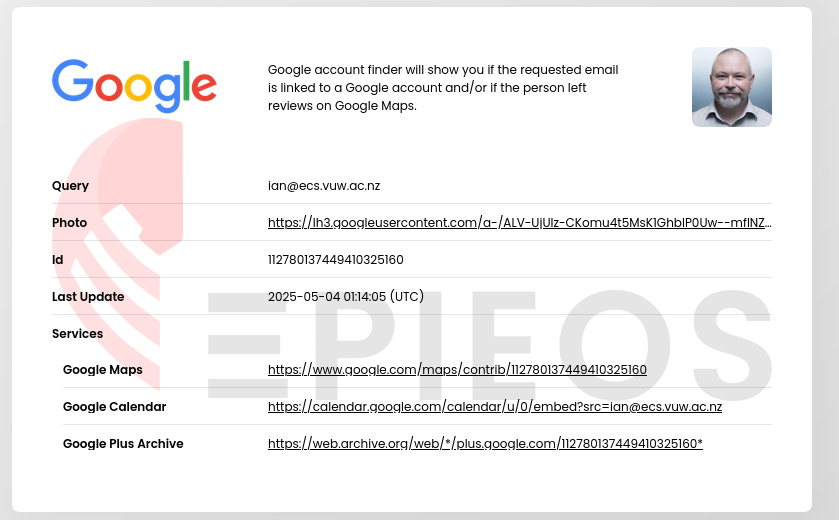 Google
Google account finder will show you if the requested email
is linked to a Google account and/or if the person left
reviews on Google Maps.
Query ian@ecs.vuw.ac.nz
Photo https://lh3.googleusercontent.com/a-/ALV-UjUlz-CKomu4t5MsK1GhblP0Uw--mfINZ…
Id 112780137449410325160
Last Update 2025-05-04 01:14:05 (UTC)
Services
Google Maps https://www.google.com/maps/contrib/112780137449410325160
Google Calendar https://calendar.google.com/calendar/u/0/embed?src=ian@ecs.vuw.ac.nz
Google Plus Archive https://web.archive.org/web/*/plus.google.com/112780137449410325160*
EPIEOS